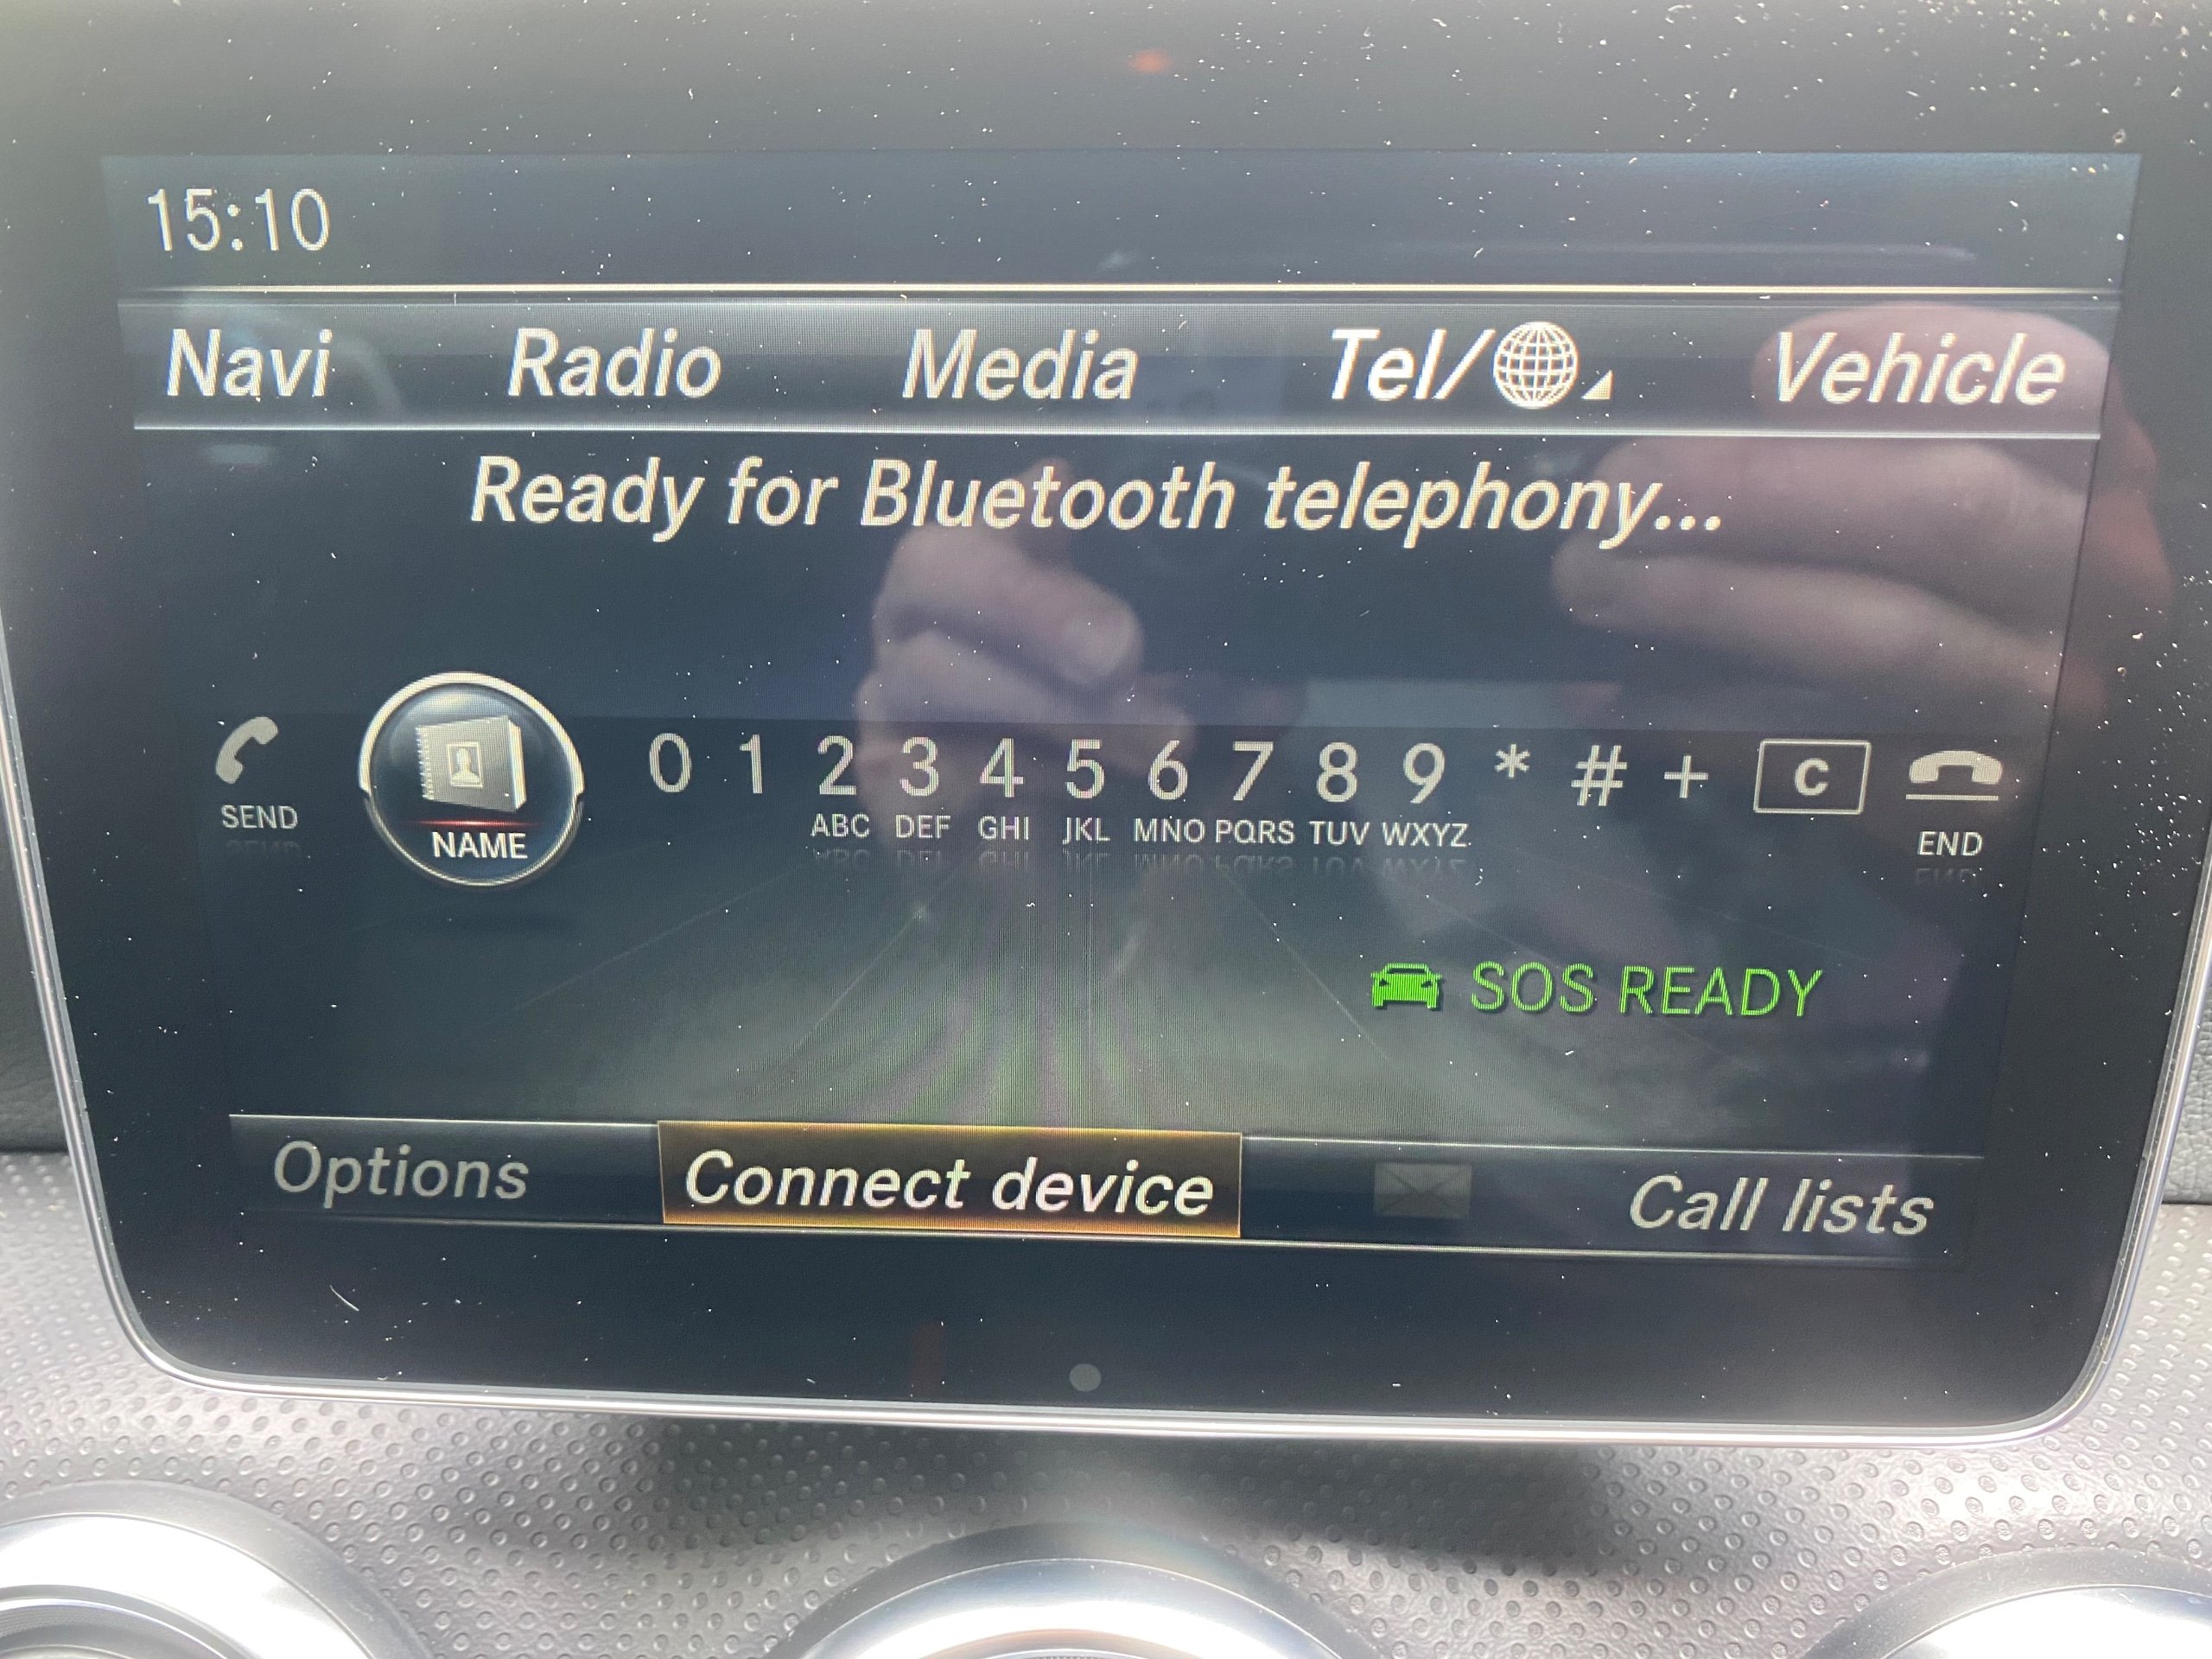 15:10
Navi Radio Media Tel/ Vehicle
Ready for Bluetooth telephony...
0 1 2 3 4 5 6 7 8 9 * # + C
SEND NAME ABC DEF GHI JKL MNO PQRS TUV WXYZ END
SOS READY
Options Connect device Call lists